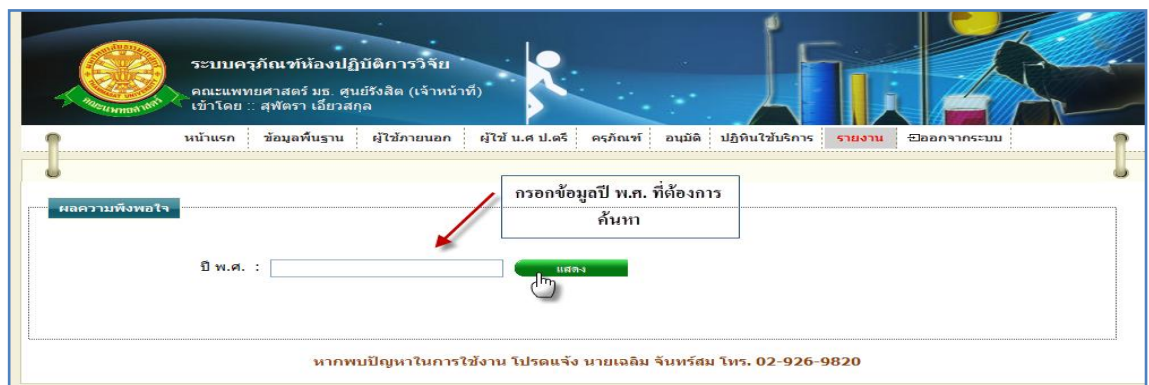 ระบบครุภัณฑ์ห้องปฏิบัติการวิจัย
คณะแพทยศาสตร์ มธ. ศูนย์รังสิต (เจ้าหน้าที่)
เข้าโดย :: สุพัตรา เอี่ยวสกุล
หน้าแรก ข้อมูลพื้นฐาน ผู้ใช้ภายนอก ผู้ใช้ น.ศ ป.ตรี ครุภัณฑ์ อนุมัติ ปฏิทินใช้บริการ รายงาน ออกจากระบบ
กรอกข้อมูลปี พ.ศ. ที่ต้องการ
ค้นหา
ผลความพึงพอใจ
ปี พ.ศ. : แสดง
หากพบปัญหาในการใช้งาน โปรดแจ้ง นายเฉลิม จันทร์สม โทร. 02-926-9820